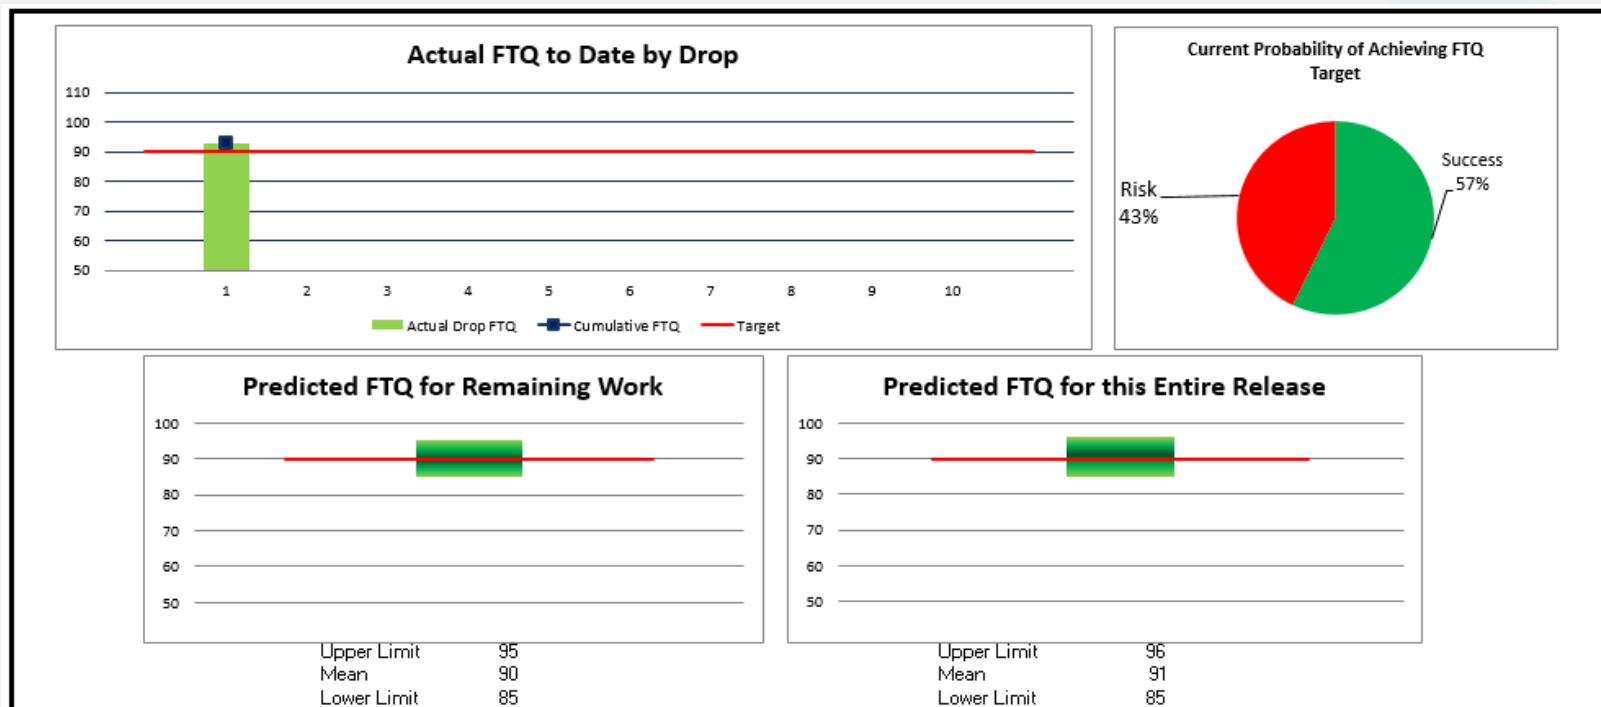 Actual FTQ to Date by Drop
110
100
90
80
70
60
50
1 2 3 4 5 6 7 8 9 10
Actual Drop FTQ Cumulative FTQ Target
Current Probability of Achieving FTQ
Target
Success
57%
Risk
43%
Predicted FTQ for Remaining Work
100
90
80
70
60
50
Upper Limit 95
Mean 90
Lower Limit 85
Predicted FTQ for this Entire Release
100
90
80
70
60
50
Upper Limit 96
Mean 91
Lower Limit 85